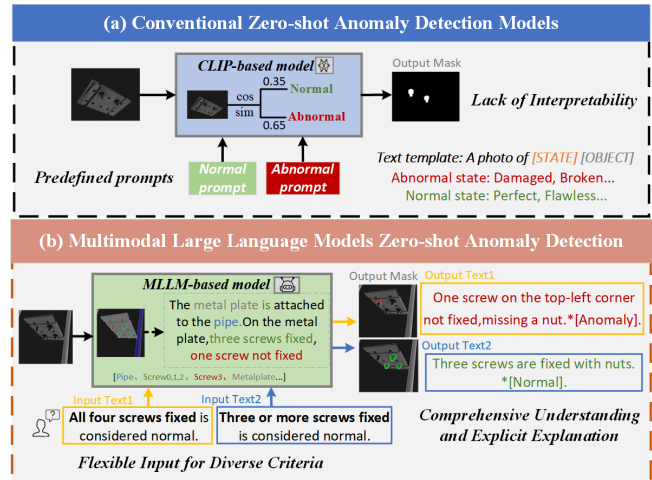 (a) Conventional Zero-shot Anomaly Detection Models
CLIP-based model
0.35
Normal
cos
sim
Abnormal
0.65
Output Mask
Lack of Interpretability
Predefined prompts
Normal
prompt
Abnormal
prompt
Text template: A photo of [STATE] [OBJECT]
Abnormal state: Damaged, Broken...
Normal state: Perfect, Flawless...
(b) Multimodal Large Language Models Zero-shot Anomaly Detection
MLLM-based model
The metal plate is attached
to the pipe.On the metal
plate,three screws fixed,
one screw not fixed
[Pipe、Screw0,1,2 、Screw3、Metalplate...]
Output Mask
Output Text1
One screw on the top-left corner
not fixed,missing a nut.*[Anomaly].
Output Text2
Three screws are fixed with nuts.
*[Normal].
Input Text1
All four screws fixed is
considered normal.
Input Text2
Three or more screws fixed
is considered normal.
Flexible Input for Diverse Criteria
Comprehensive Understanding
and Explicit Explanation